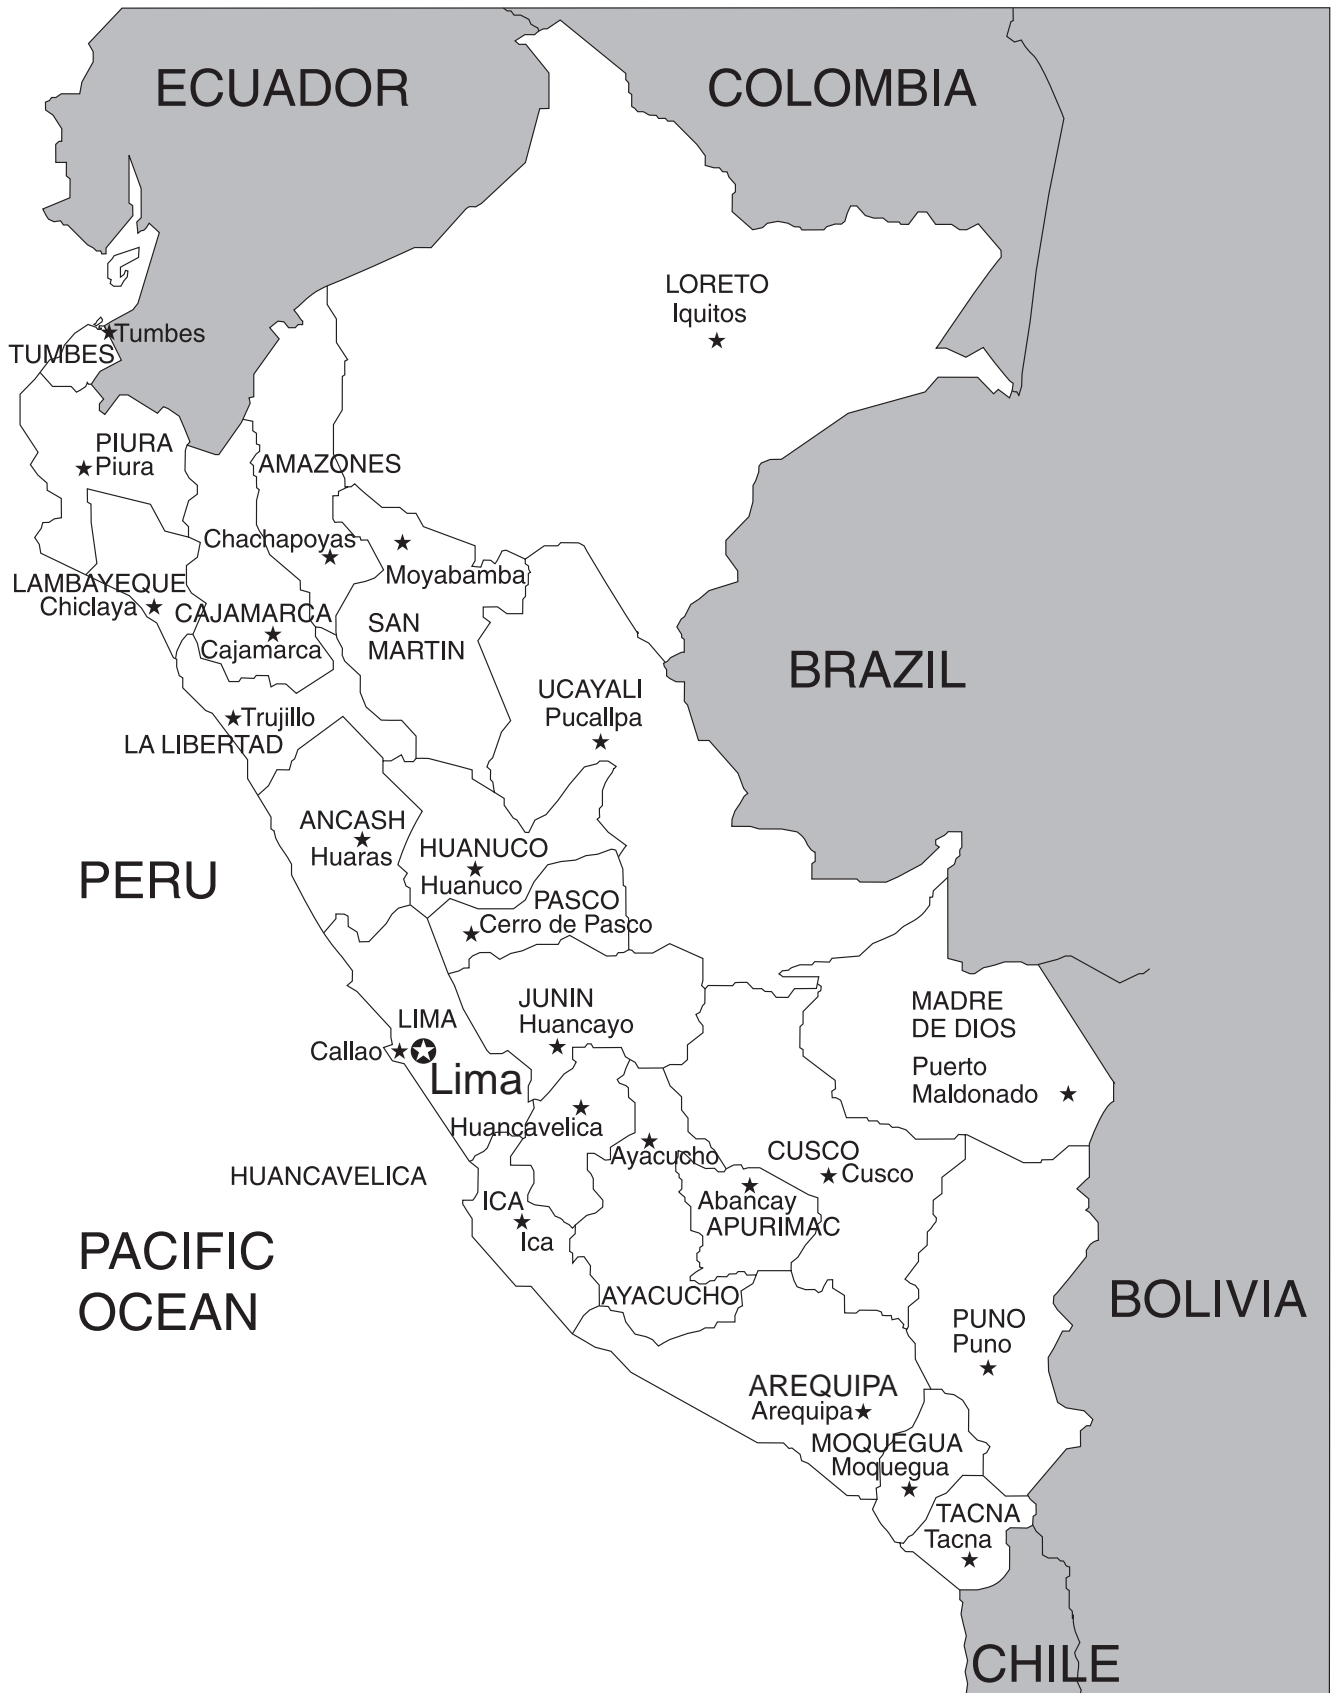 ECUADOR
COLOMBIA
LORETO
Iquitos
Tumbes
TUMBES
PIURA
Piura
AMAZONES
Chachapoyas
Moyabamba
LAMBAYEQUE
Chiclaya
CAJAMARCA
Cajamarca
SAN
MARTIN
BRAZIL
UCAYALI
Pucallpa
Trujillo
LA LIBERTAD
ANCASH
Huaras
HUANUCO
Huanuco
PERU
PASCO
Cerro de Pasco
JUNIN
Huancayo
MADRE
DE DIOS
Puerto
Maldonado
LIMA
Callao
Lima
Huancavelica
Ayacucho
CUSCO
Cusco
HUANCAVELICA
ICA
Ica
Abancay
APURIMAC
PACIFIC
OCEAN
AYACUCHO
BOLIVIA
PUNO
Puno
AREQUIPA
Arequipa
MOQUEGUA
Moquegua
TACNA
Tacna
CHILE